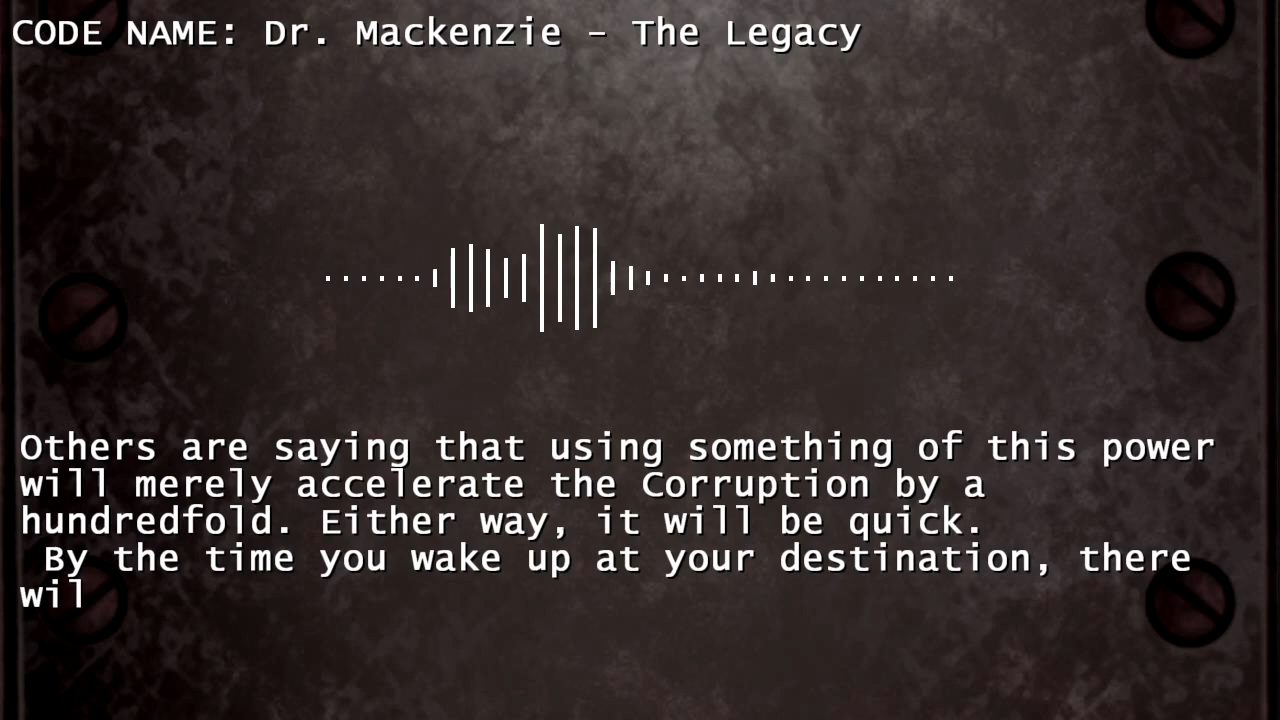 CODE NAME: Dr. Mackenzie - The Legacy
Others are saying that using something of this power
will merely accelerate the Corruption by a
hundredfold. Either way, it will be quick.
By the time you wake up at your destination, there
wil